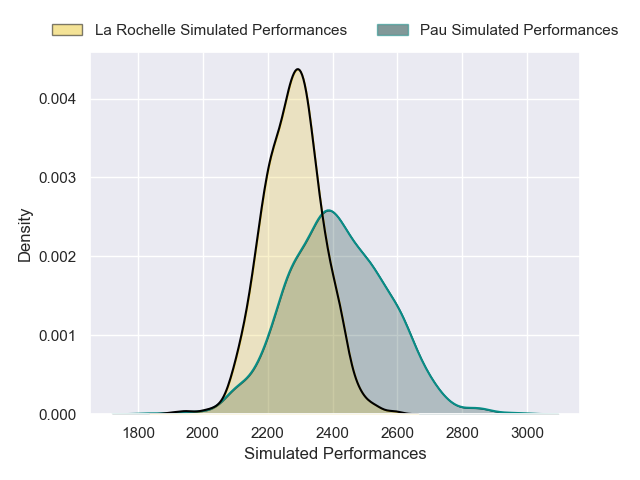 La Rochelle Simulated Performances Pau Simulated Performances
0.004
0.003
0.002
0.001
0.000
Density
1800 2000 2200 2400 2600 2800 3000
Simulated Performances